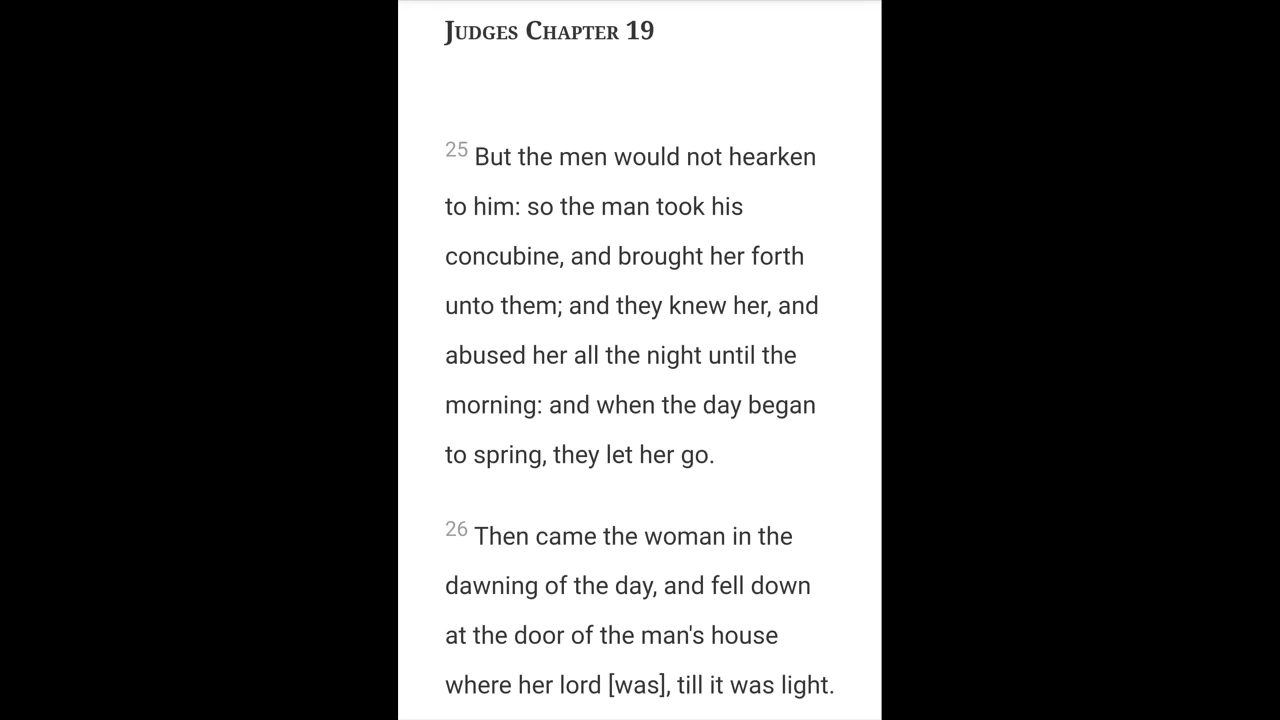 Judges Chapter 19
25 But the men would not hearken
to him: so the man took his
concubine, and brought her forth
unto them; and they knew her, and
abused her all the night until the
morning: and when the day began
to spring, they let her go.
26 Then came the woman in the
dawning of the day, and fell down
at the door of the man's house
where her lord [was], till it was light.